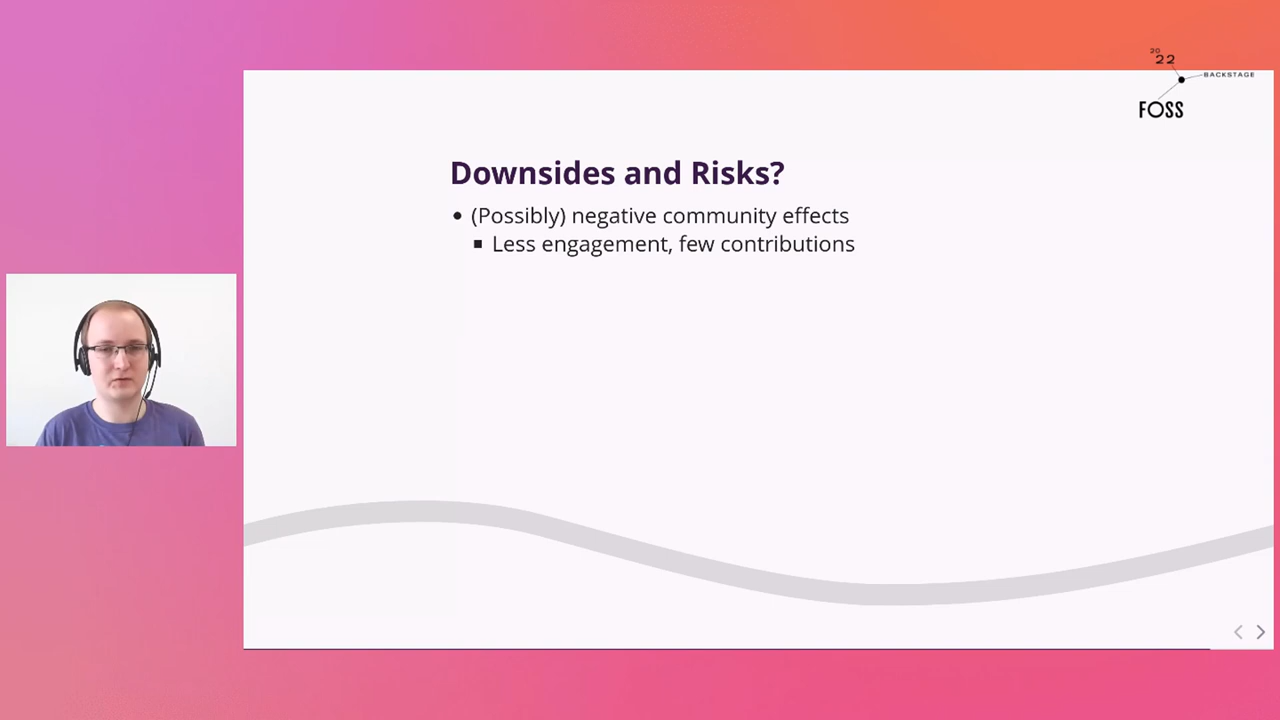 20
22
BACKSTAGE
FOSS
Downsides and Risks?
• (Possibly) negative community effects
▪ Less engagement, few contributions